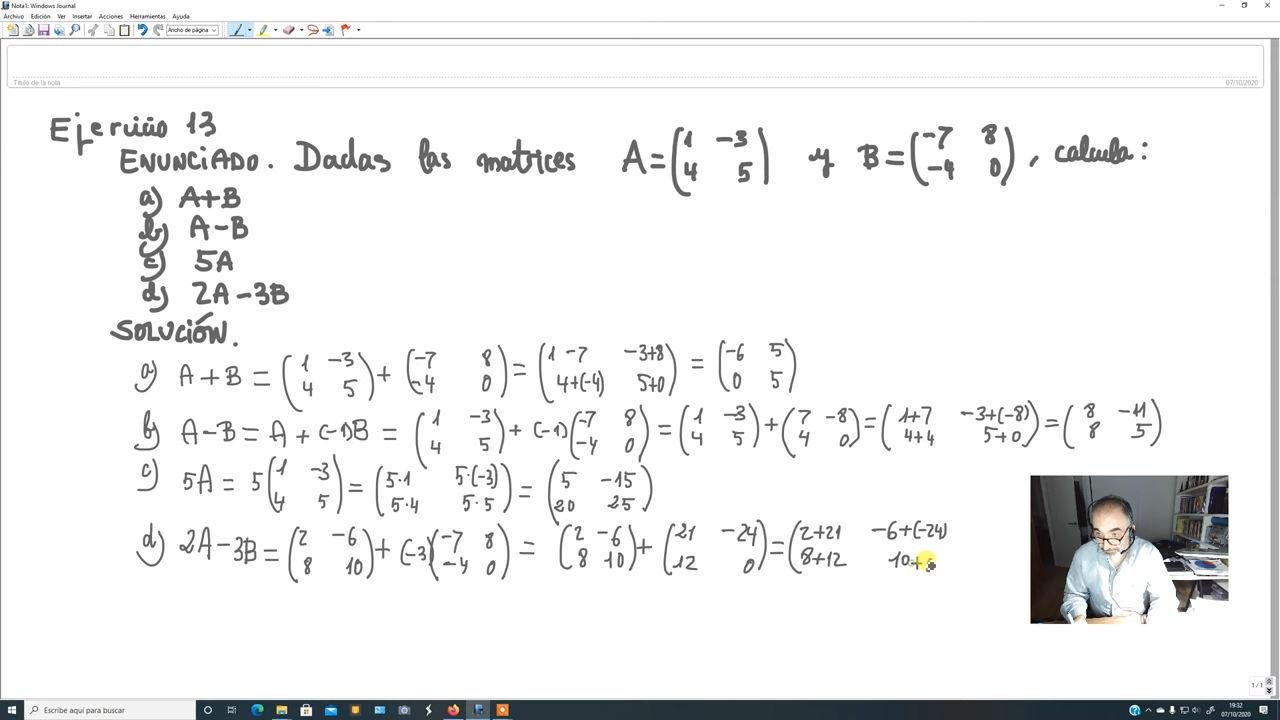 Nota1: Windows Journal
Archivo Edición Ver Insertar Acciones Herramientas Ayuda
Ancho de página
Título de la nota 07/10/2020
Ejercicio 13
ENUNCIADO. Dadas las matrices A=(1 -3 y B=(-7 8 , calcula:
4 5) -4 0)
a) A+B
b) A-B
c) 5A
d) 2A-3B
SOLUCIÓN.
a) A+B = (1 -3 + (-7 8 = (1-7 -3+8 = (-6 5
4 5) -4 0) 4+(-4) 5+0) 0 5)
b) A-B = A+(-1)B = (1 -3 + (-1)(-7 8 = (1 -3 + (7 -8 = (1+7 -3+(-8) = (8 -11
4 5) -4 0) 4 5) 4 0) 4+4 5+0) 8 5)
c) 5A = 5(1 -3 = (5·1 5·(-3) = (5 -15
4 5) 5·4 5·5) 20 25)
d) 2A-3B = (2 -6 + (-3)(-7 8 = (2 -6 + (21 -24 = (2+21 -6+(-24)
8 10) -4 0) 8 10) 12 0) 8+12 10+
1 / 1
Escribe aquí para buscar
19:32
07/10/2020